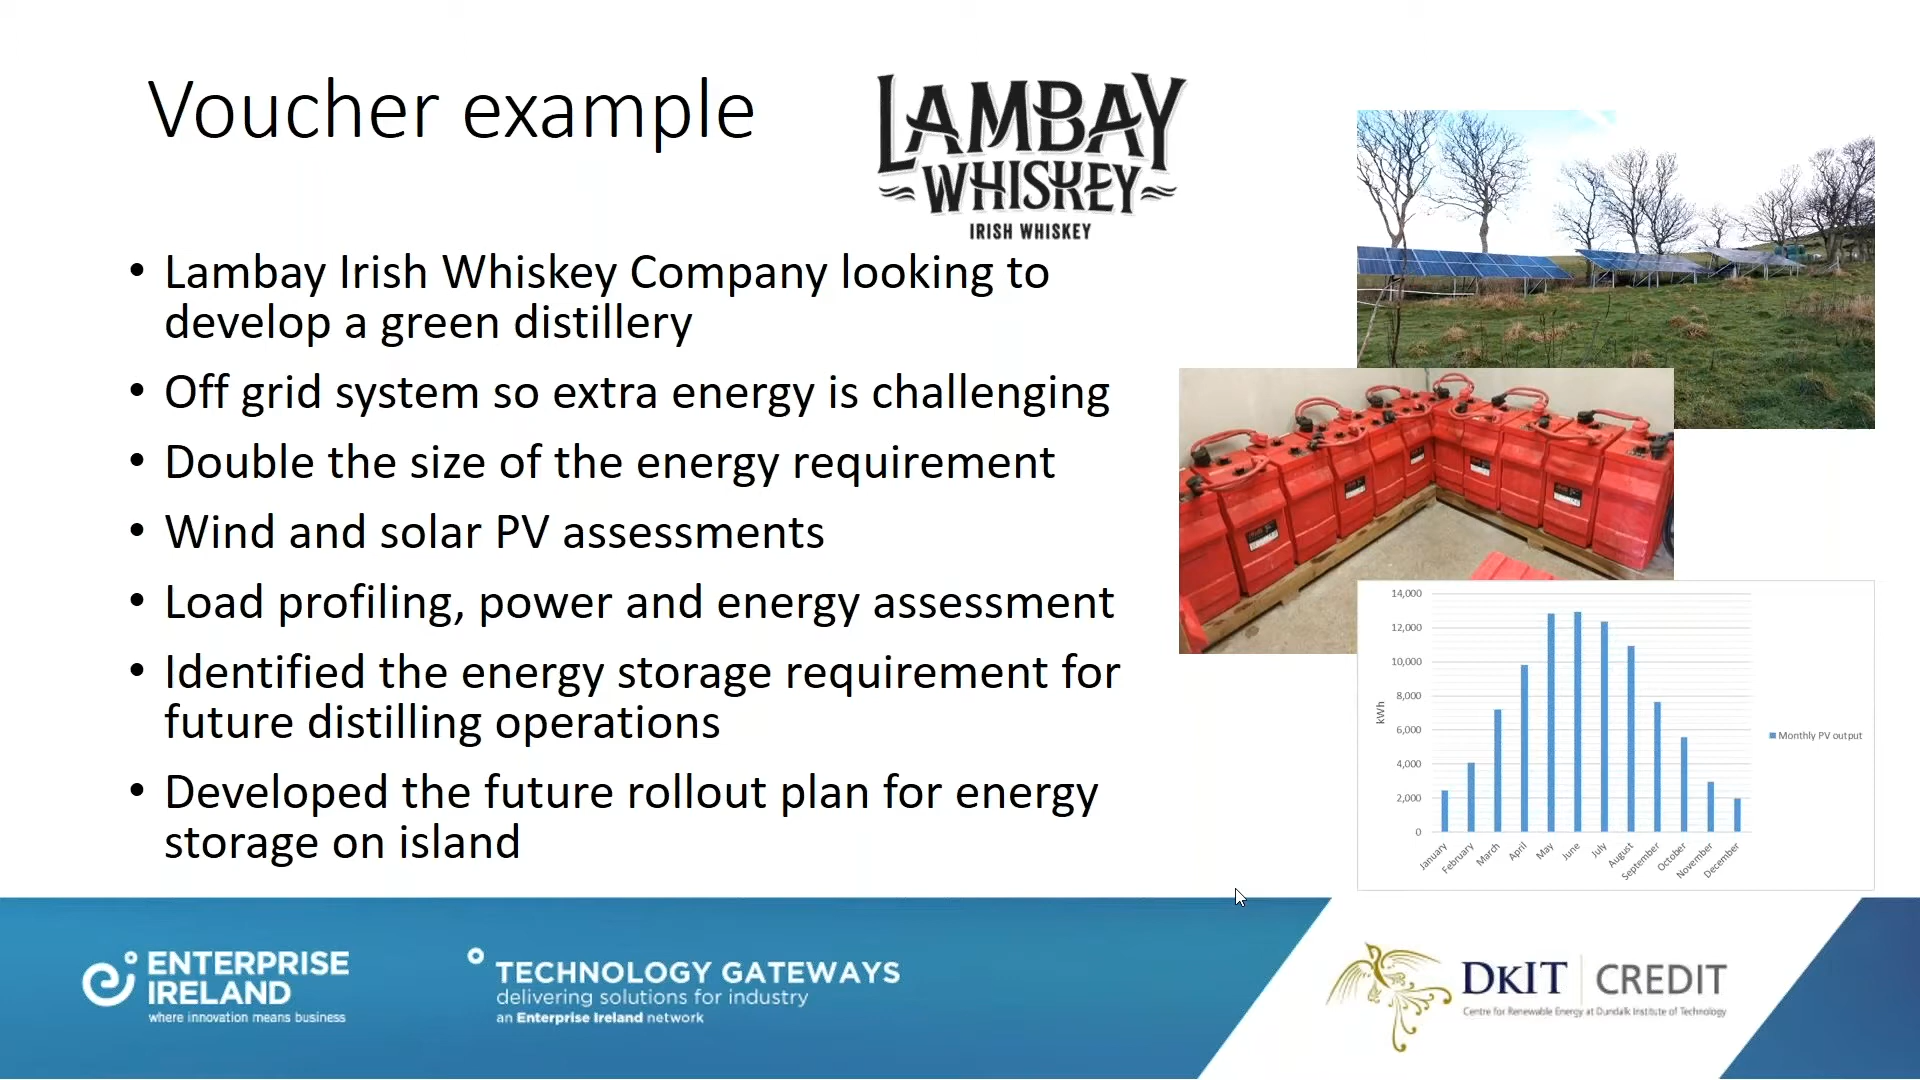 Voucher example
LAMBAY
WHISKEY
IRISH WHISKEY
• Lambay Irish Whiskey Company looking to
develop a green distillery
• Off grid system so extra energy is challenging
• Double the size of the energy requirement
• Wind and solar PV assessments
• Load profiling, power and energy assessment
• Identified the energy storage requirement for
future distilling operations
• Developed the future rollout plan for energy
storage on island
14,000
12,000
10,000
8,000
6,000
4,000
2,000
0
kWh
January
February
March
April
May
June
July
August
September
October
November
December
Monthly PV output
ENTERPRISE
IRELAND
where innovation means business
TECHNOLOGY GATEWAYS
delivering solutions for industry
an Enterprise Ireland network
DkIT CREDIT
Centre for Renewable Energy at Dundalk Institute of Technology